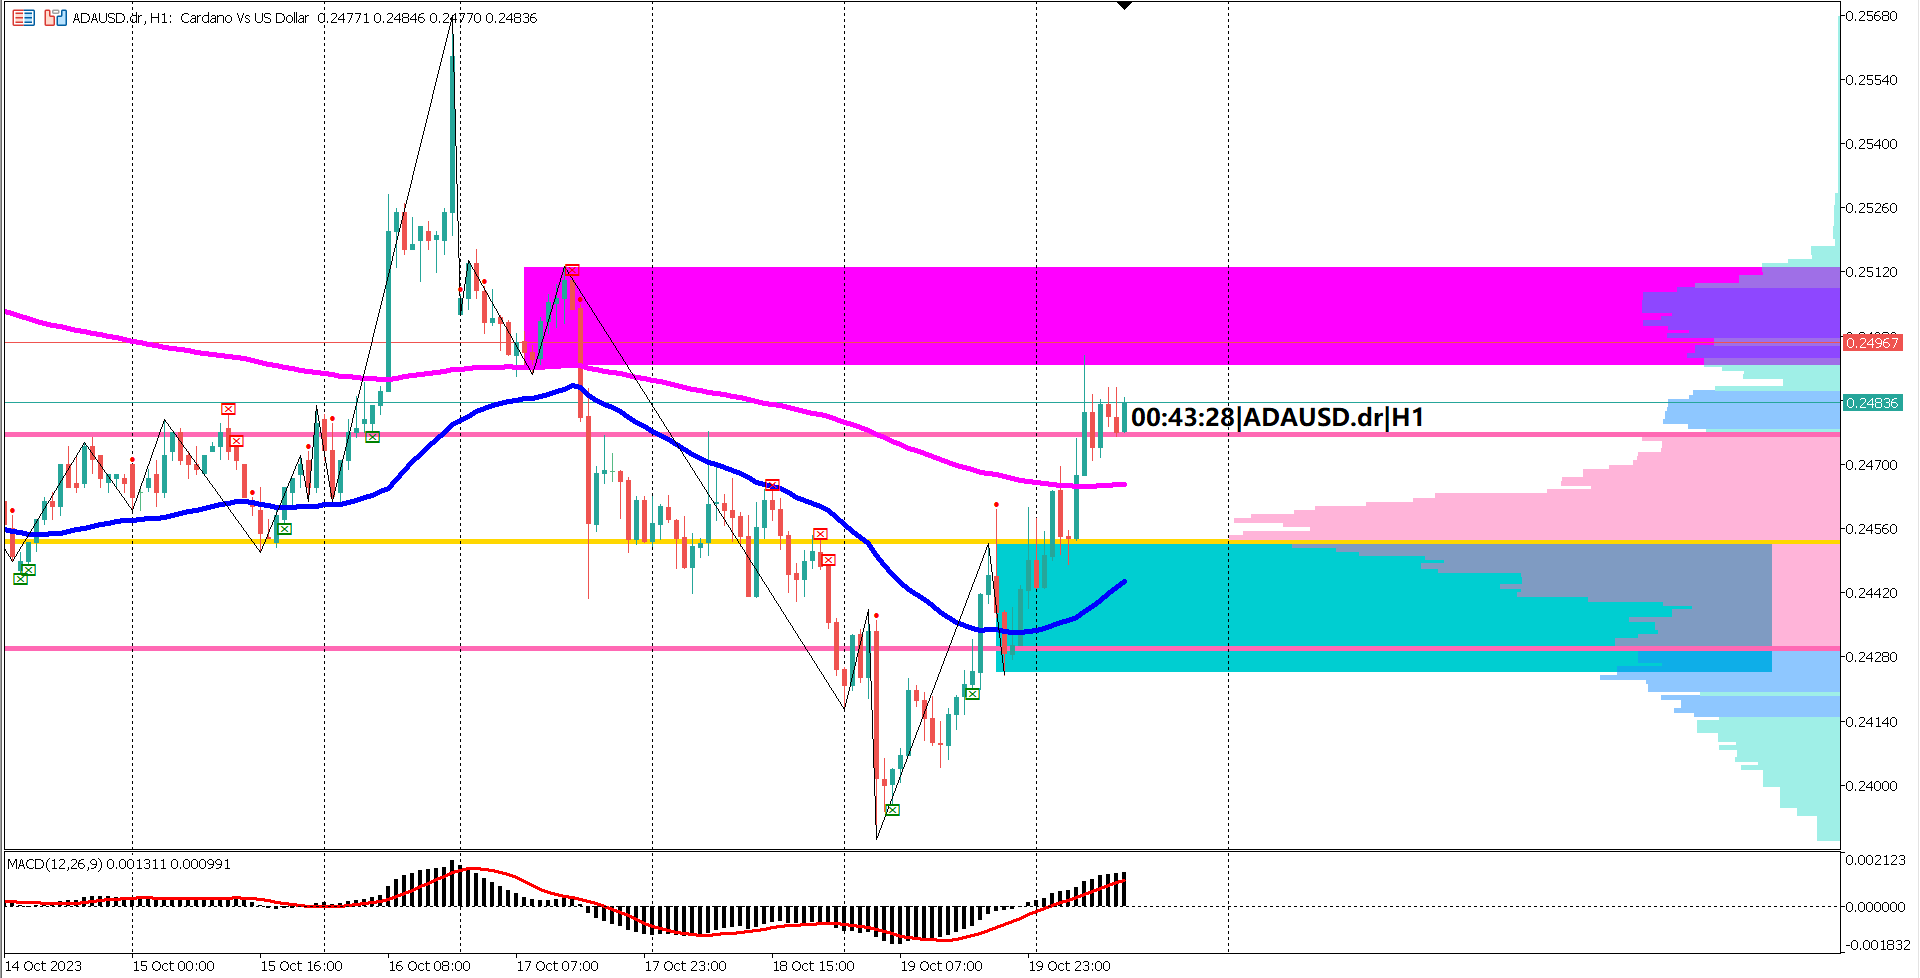 ADAUSD.dr, H1: Cardano Vs US Dollar 0.24771 0.24846 0.24770 0.24836
0.25680
0.25540
0.25400
0.25260
0.25120
0.24967
0.24836
00:43:28|ADAUSD.dr|H1
0.24700
0.24560
0.24420
0.24280
0.24140
0.24000
MACD(12,26,9) 0.001311 0.000991
0.002123
0.000000
-0.001832
14 Oct 2023
15 Oct 00:00
15 Oct 16:00
16 Oct 08:00
17 Oct 07:00
17 Oct 23:00
18 Oct 15:00
19 Oct 07:00
19 Oct 23:00